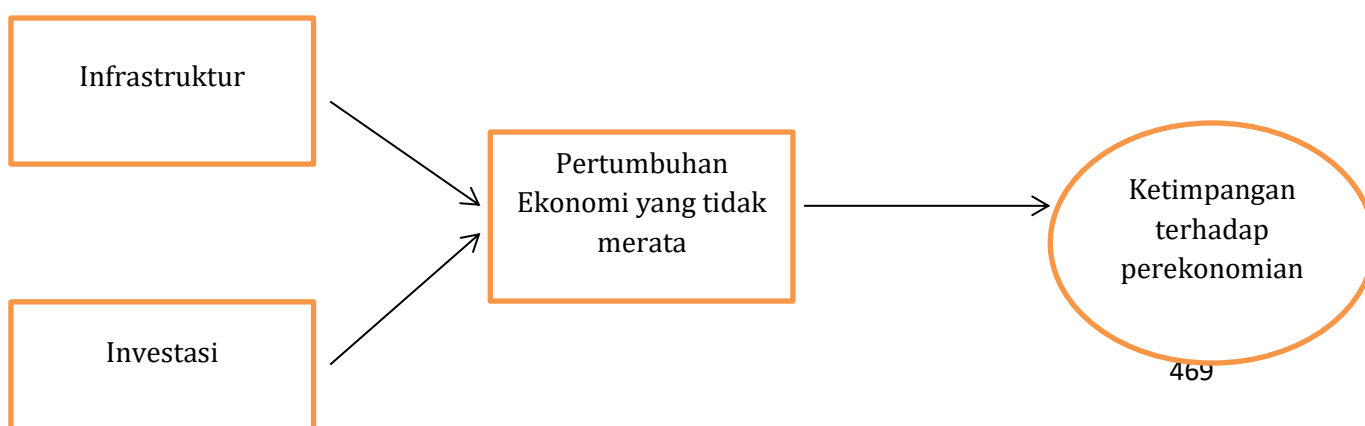 Infrastruktur
Pertumbuhan
Ekonomi yang tidak
merata
Ketimpangan
terhadap
perekonomian
Investasi
469